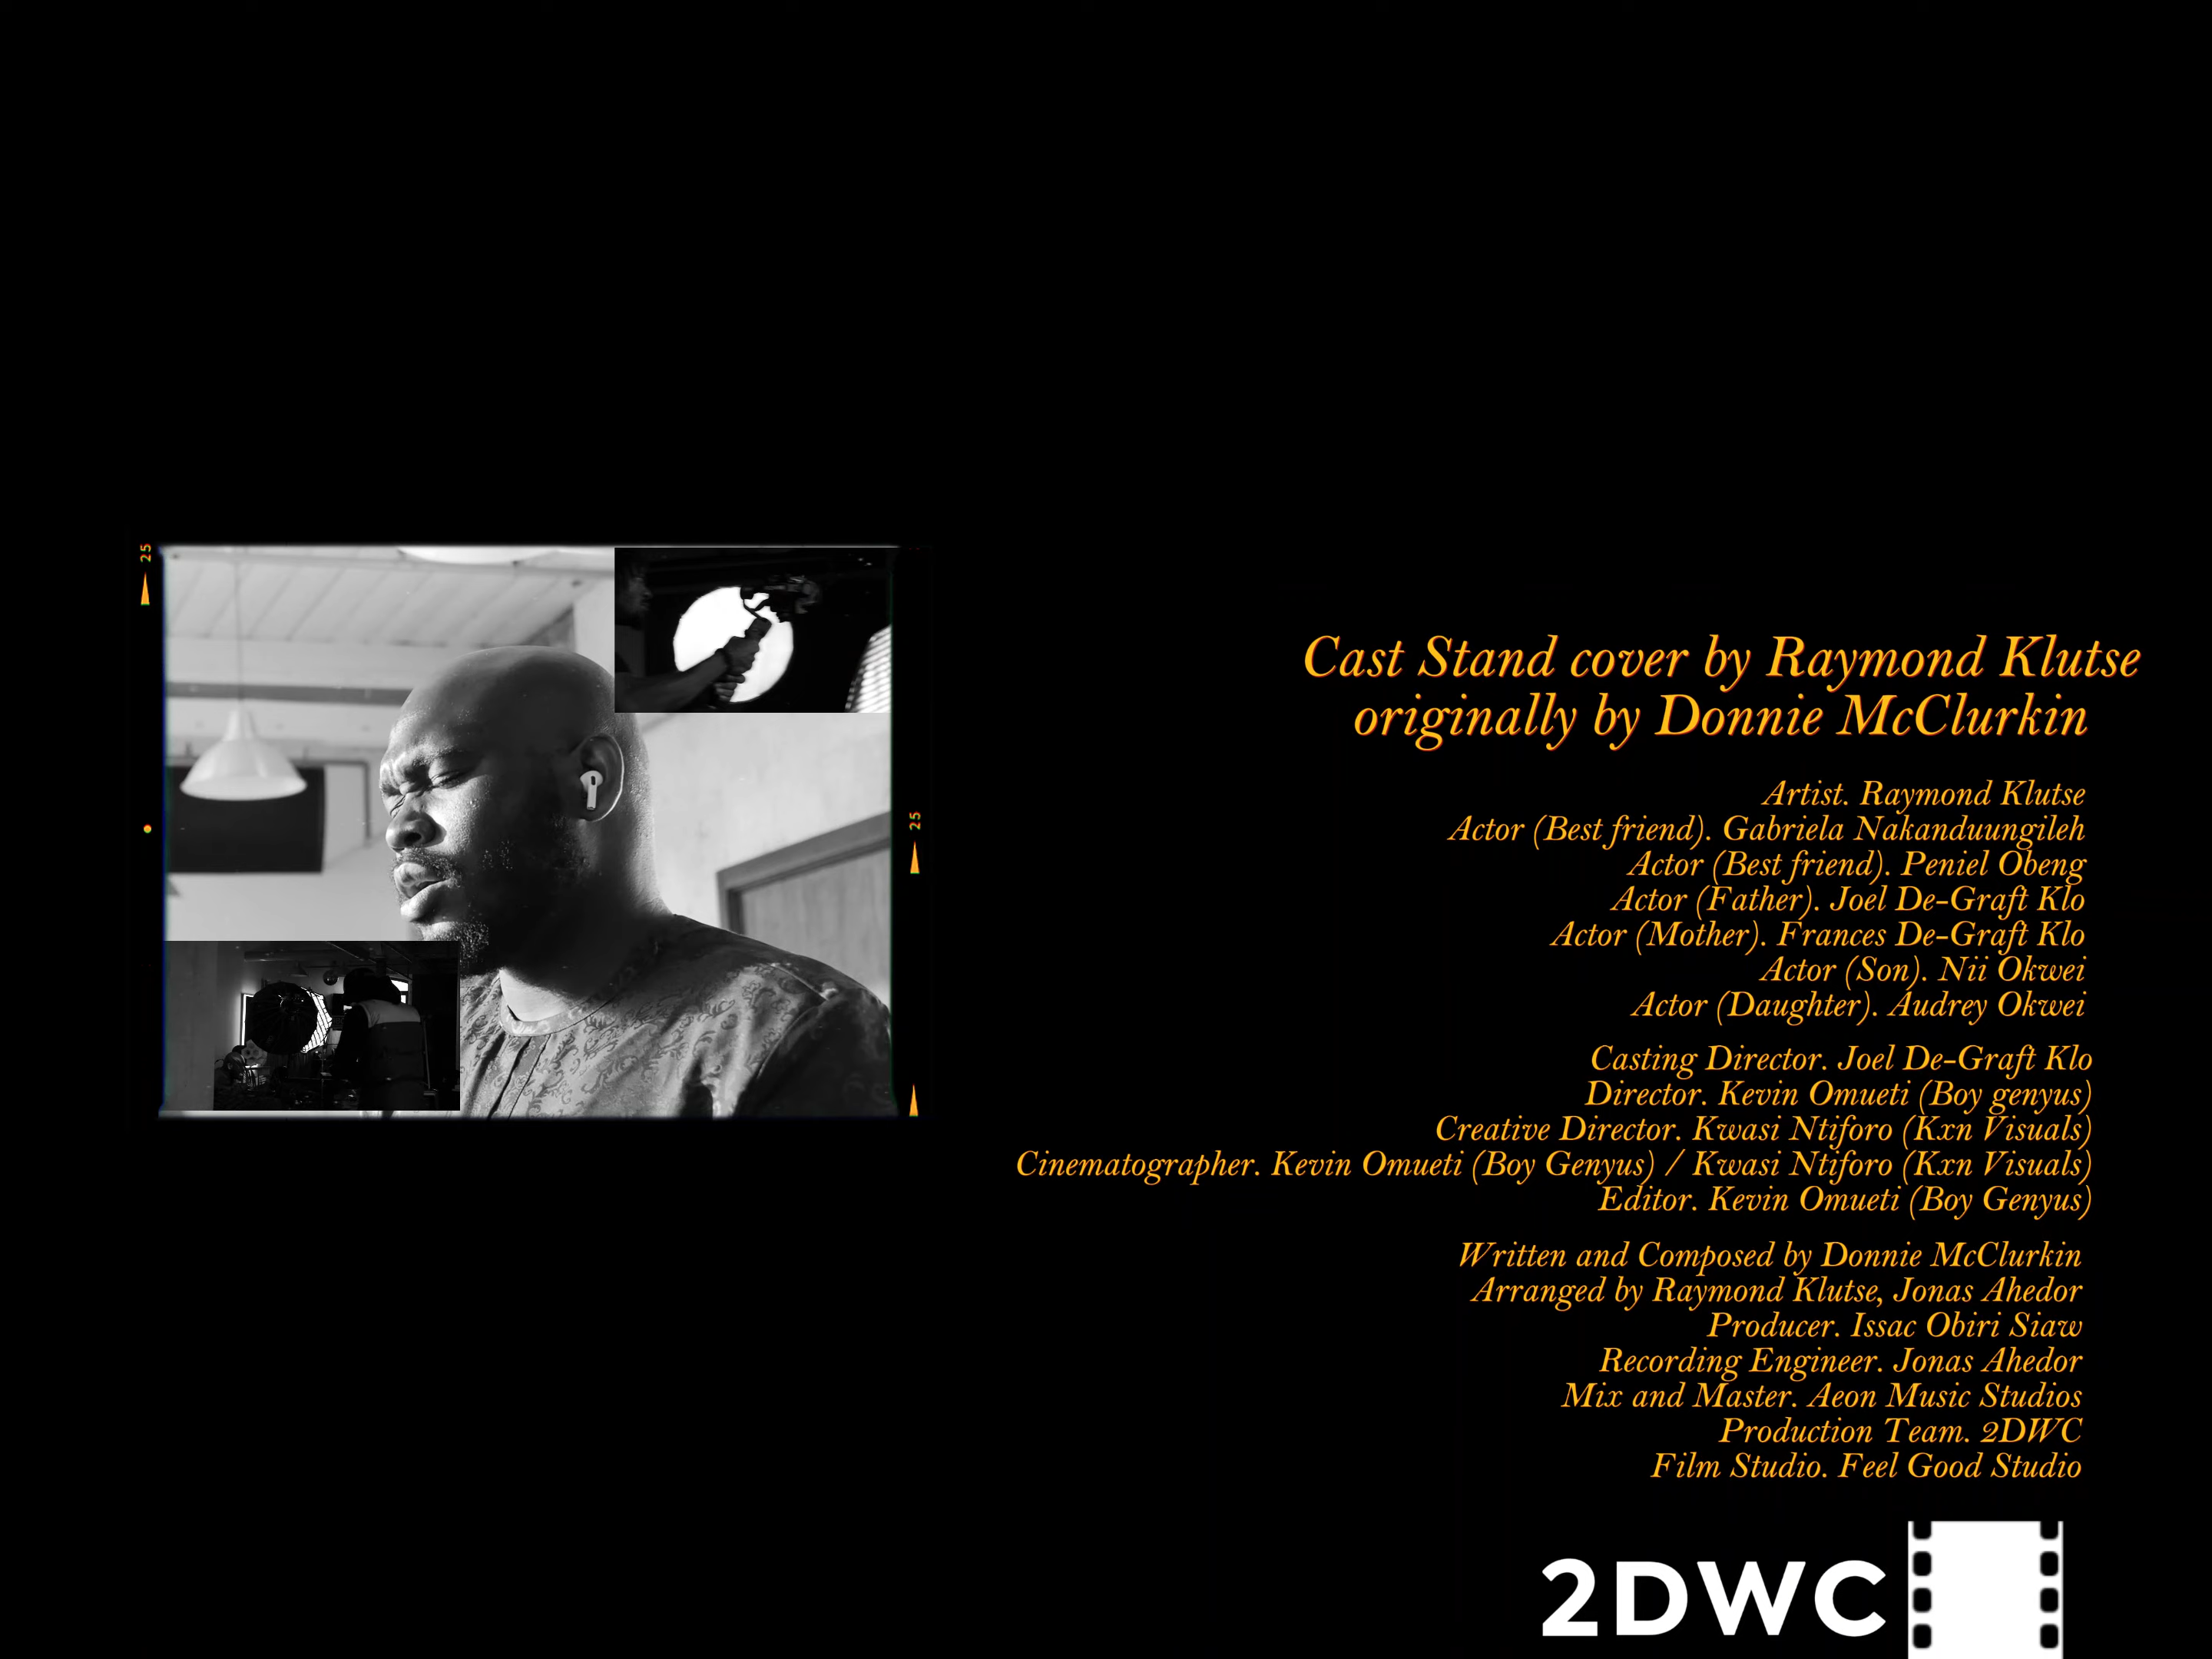 25
25
Cast Stand cover by Raymond Klutse
originally by Donnie McClurkin
Artist. Raymond Klutse
Actor (Best friend). Gabriela Nakanduungileh
Actor (Best friend). Peniel Obeng
Actor (Father). Joel De-Graft Klo
Actor (Mother). Frances De-Graft Klo
Actor (Son). Nii Okwei
Actor (Daughter). Audrey Okwei
Casting Director. Joel De-Graft Klo
Director. Kevin Omueti (Boy genyus)
Creative Director. Kwasi Ntiforo (Kxn Visuals)
Cinematographer. Kevin Omueti (Boy Genyus) / Kwasi Ntiforo (Kxn Visuals)
Editor. Kevin Omueti (Boy Genyus)
Written and Composed by Donnie McClurkin
Arranged by Raymond Klutse, Jonas Ahedor
Producer. Issac Obiri Siaw
Recording Engineer. Jonas Ahedor
Mix and Master. Aeon Music Studios
Production Team. 2DWC
Film Studio. Feel Good Studio
2DWC